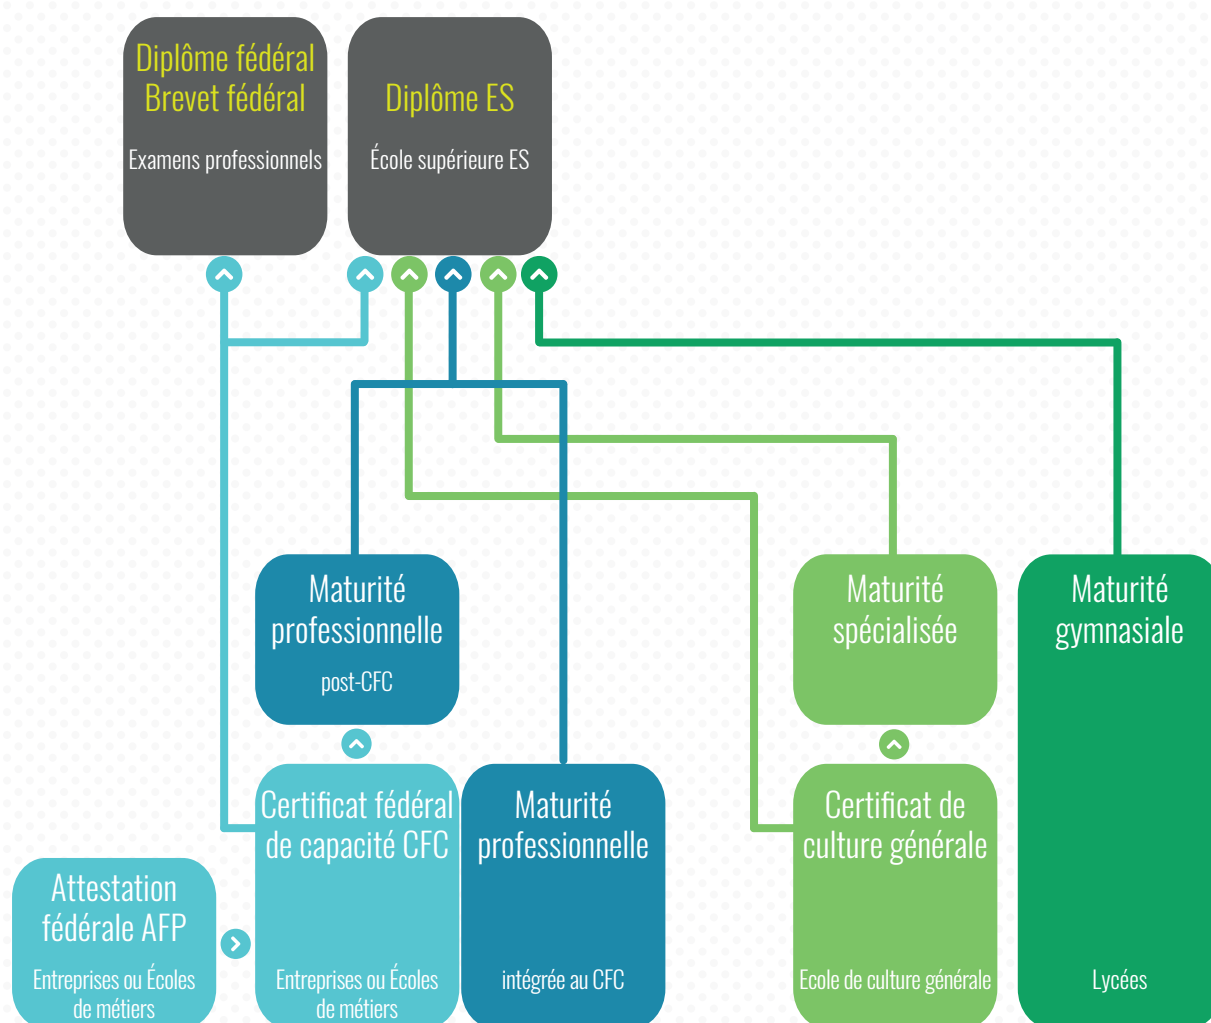 Diplôme fédéral
Brevet fédéral
Examens professionnels
Diplôme ES
École supérieure ES
Maturité
professionnelle
post-CFC
Maturité
spécialisée
Maturité
gymnasiale
Lycées
Certificat fédéral
de capacité CFC
Entreprises ou Écoles
de métiers
Maturité
professionnelle
intégrée au CFC
Certificat de
culture générale
Ecole de culture générale
Attestation
fédérale AFP
Entreprises ou Écoles
de métiers